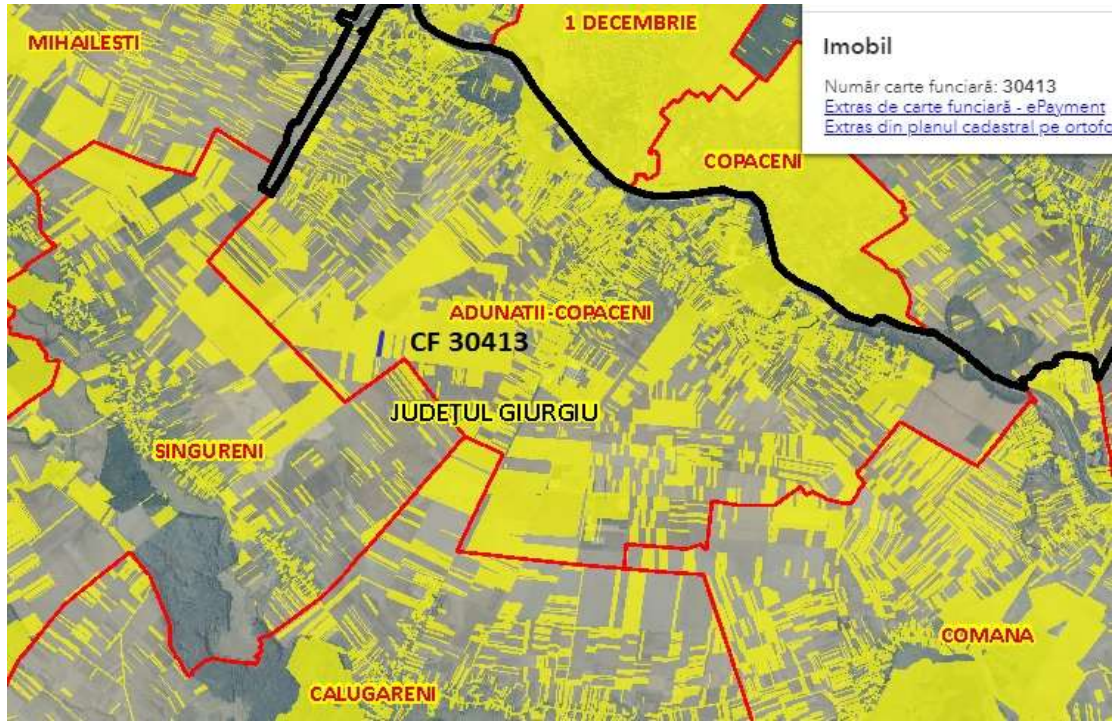 MIHAILESTI
1 DECEMBRIE
Imobil
Număr carte funciară: 30413
Extras de carte funciară - ePayment
Extras din planul cadastral pe ortofo
COPACENI
ADUNATII-COPACENI
CF 30413
JUDEŢUL GIURGIU
SINGURENI
COMANA
CALUGARENI